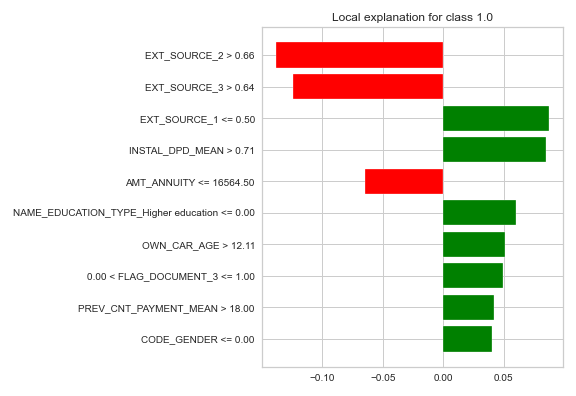 Local explanation for class 1.0
EXT_SOURCE_2 > 0.66
EXT_SOURCE_3 > 0.64
EXT_SOURCE_1 <= 0.50
INSTAL_DPD_MEAN > 0.71
AMT_ANNUITY <= 16564.50
NAME_EDUCATION_TYPE_Higher education <= 0.00
OWN_CAR_AGE > 12.11
0.00 < FLAG_DOCUMENT_3 <= 1.00
PREV_CNT_PAYMENT_MEAN > 18.00
CODE_GENDER <= 0.00
−0.10 −0.05 0.00 0.05